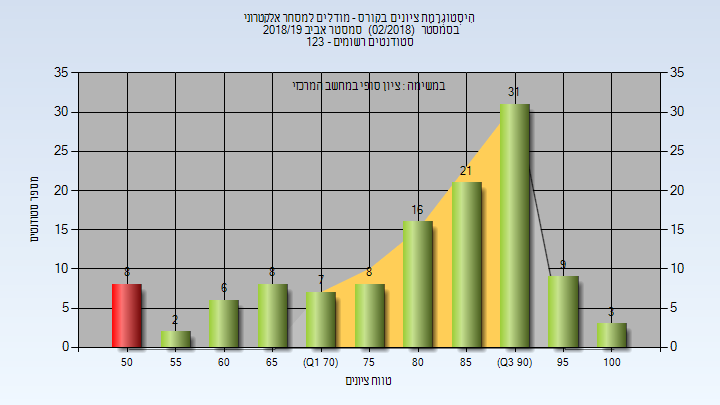 הִיסְטוֹגְרָמַת ציונים בקורס - מודלים למסחר אלקטרוני
בסמסטר (02/2018) סמסטר אביב 2018/19
סטודנטים רשומים - 123
במשימה : ציון סופי במחשב המרכזי
35 35
30 31 30
25 25
21
20 20
16
15 15
10 10
8 8 8 9
7
6
5 5
2 3
0 0
50 55 60 65 (Q1 70) 75 80 85 (Q3 90) 95 100
טווח ציונים
מספר סטודנטים